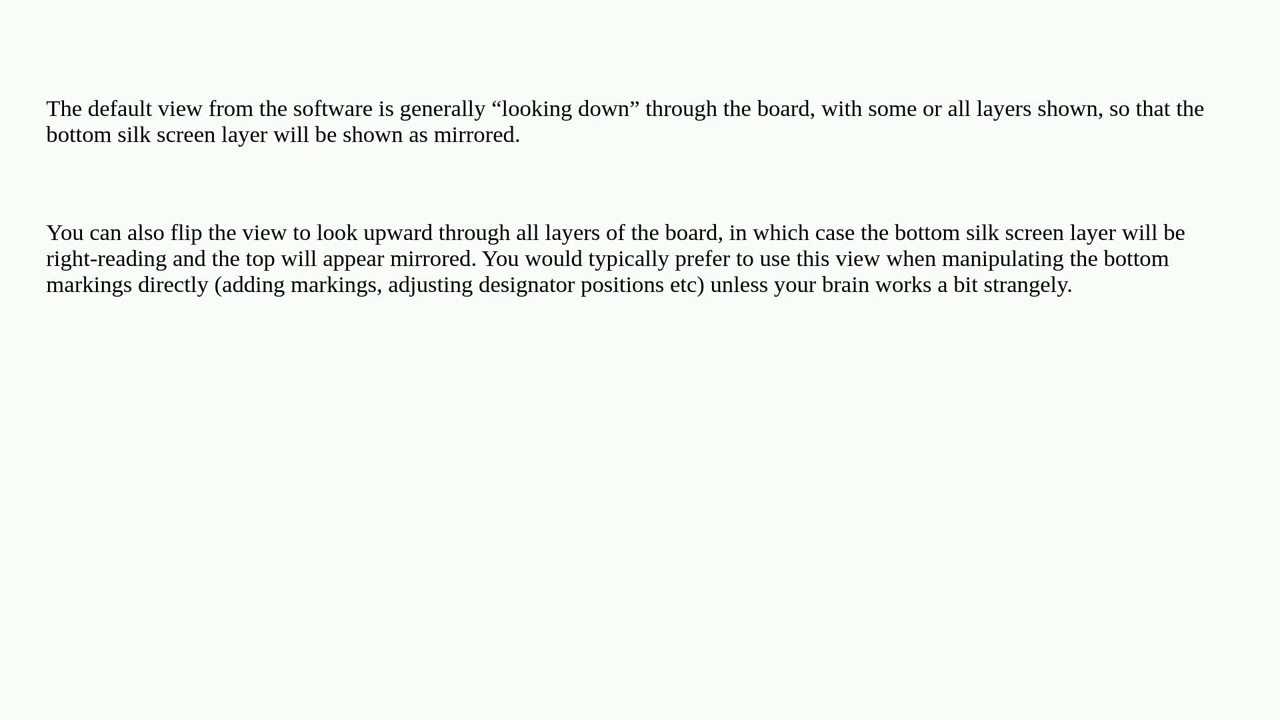 The default view from the software is generally “looking down” through the board, with some or all layers shown, so that the
bottom silk screen layer will be shown as mirrored.
You can also flip the view to look upward through all layers of the board, in which case the bottom silk screen layer will be
right-reading and the top will appear mirrored. You would typically prefer to use this view when manipulating the bottom
markings directly (adding markings, adjusting designator positions etc) unless your brain works a bit strangely.